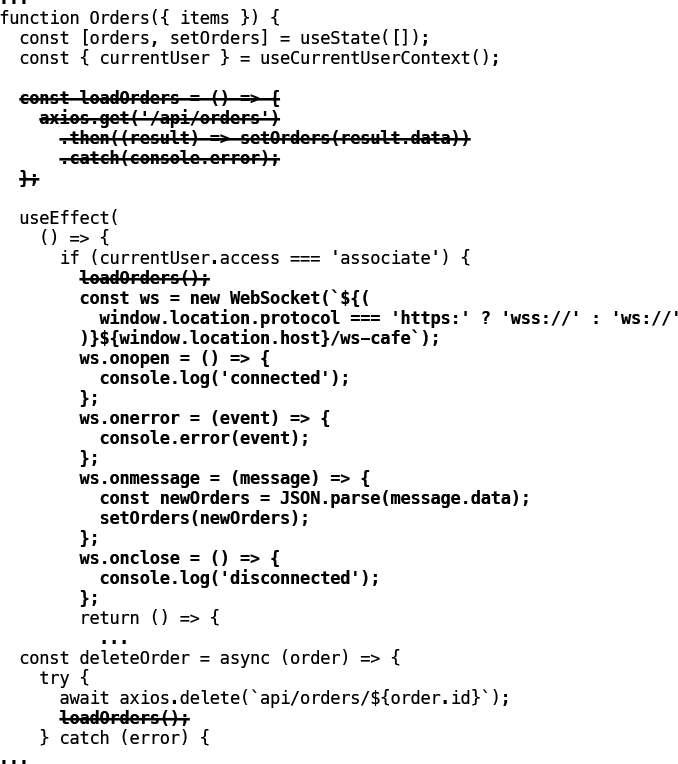 ...
function Orders({ items }) {
  const [orders, setOrders] = useState([]);
  const { currentUser } = useCurrentUserContext();

  const loadOrders = () => {
    axios.get('/api/orders')
      .then((result) => setOrders(result.data))
      .catch(console.error);
  };

  useEffect(
    () => {
      if (currentUser.access === 'associate') {
        loadOrders();
        const ws = new WebSocket(`${(
          window.location.protocol === 'https:' ? 'wss://' : 'ws://'
        )}${window.location.host}/ws-cafe`);
        ws.onopen = () => {
          console.log('connected');
        };
        ws.onerror = (event) => {
          console.error(event);
        };
        ws.onmessage = (message) => {
          const newOrders = JSON.parse(message.data);
          setOrders(newOrders);
        };
        ws.onclose = () => {
          console.log('disconnected');
        };
        return () => {
          ...
  const deleteOrder = async (order) => {
    try {
      await axios.delete(`api/orders/${order.id}`);
      loadOrders();
    } catch (error) {
...